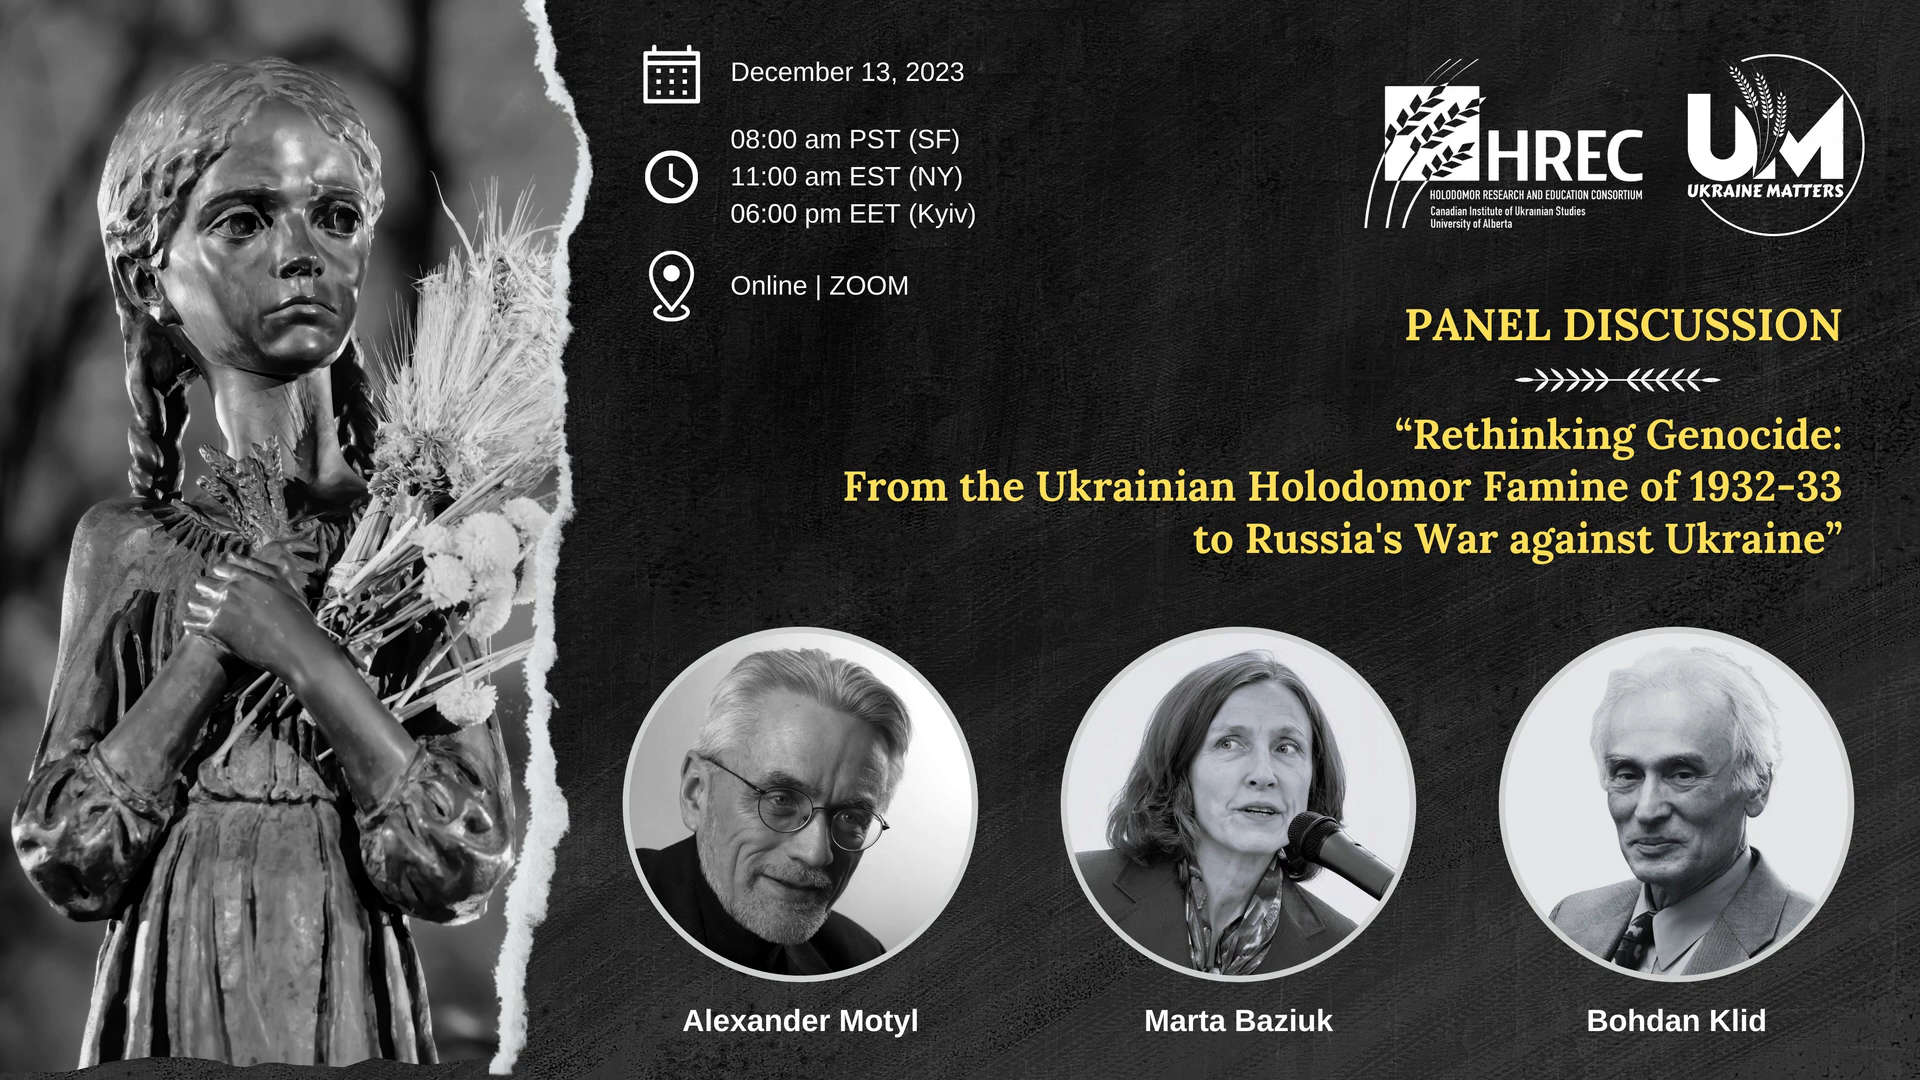 December 13, 2023
08:00 am PST (SF)
11:00 am EST (NY)
06:00 pm EET (Kyiv)
Online | ZOOM
HREC
HOLODOMOR RESEARCH AND EDUCATION CONSORTIUM
Canadian Institute of Ukrainian Studies
University of Alberta
UM
UKRAINE MATTERS
PANEL DISCUSSION
“Rethinking Genocide:
From the Ukrainian Holodomor Famine of 1932-33
to Russia's War against Ukraine”
Alexander Motyl
Marta Baziuk
Bohdan Klid